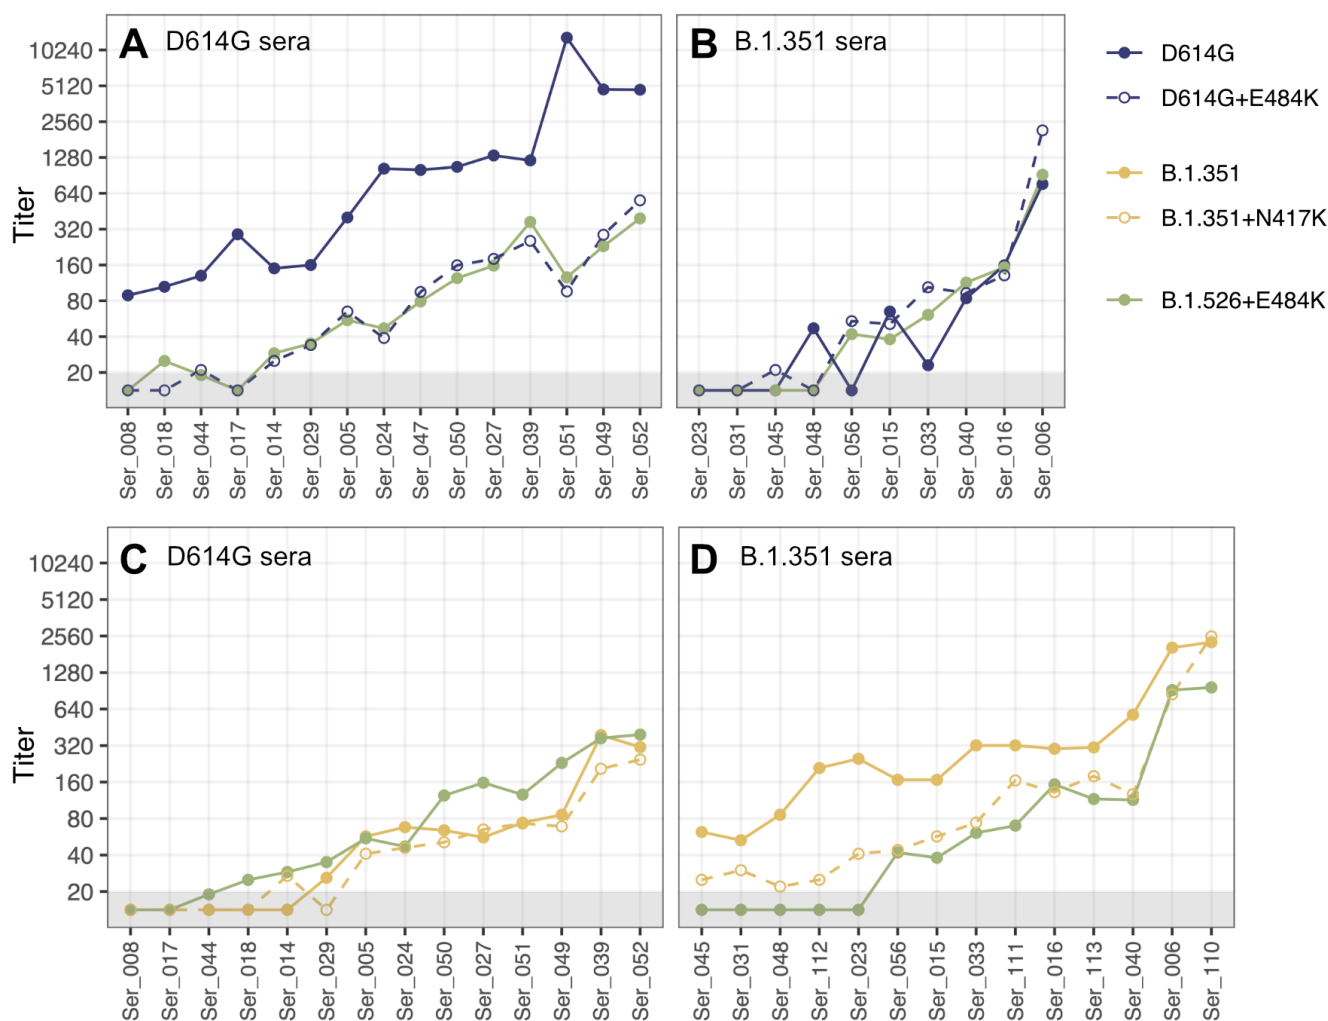 A D614G sera
B B.1.351 sera
Titer
10240
5120
2560
1280
640
320
160
80
40
20
Ser_008
Ser_018
Ser_044
Ser_017
Ser_014
Ser_029
Ser_005
Ser_024
Ser_047
Ser_050
Ser_027
Ser_039
Ser_051
Ser_049
Ser_052
Ser_023
Ser_031
Ser_045
Ser_048
Ser_056
Ser_015
Ser_033
Ser_040
Ser_016
Ser_006
D614G
D614G+E484K
B.1.351
B.1.351+N417K
B.1.526+E484K
C D614G sera
D B.1.351 sera
Titer
10240
5120
2560
1280
640
320
160
80
40
20
Ser_008
Ser_017
Ser_044
Ser_018
Ser_014
Ser_029
Ser_005
Ser_024
Ser_050
Ser_027
Ser_051
Ser_049
Ser_039
Ser_052
Ser_045
Ser_031
Ser_048
Ser_112
Ser_023
Ser_056
Ser_015
Ser_033
Ser_111
Ser_016
Ser_113
Ser_040
Ser_006
Ser_110